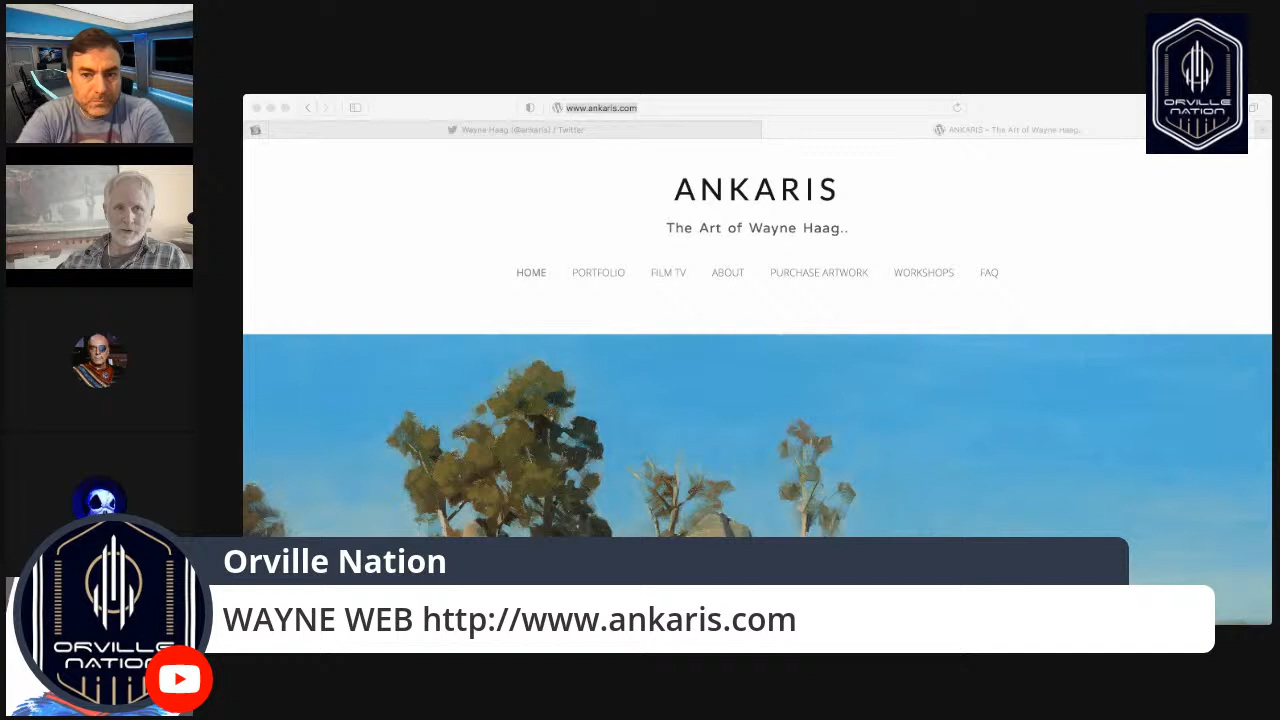 ORVILLE
NATION
www.ankaris.com
Wayne Haag (@ankaris) / Twitter
ANKARIS – The Art of Wayne Haag..
ANKARIS
The Art of Wayne Haag..
HOME PORTFOLIO FILM TV ABOUT PURCHASE ARTWORK WORKSHOPS FAQ
Orville Nation
WAYNE WEB http://www.ankaris.com
ORVILLE
NATION